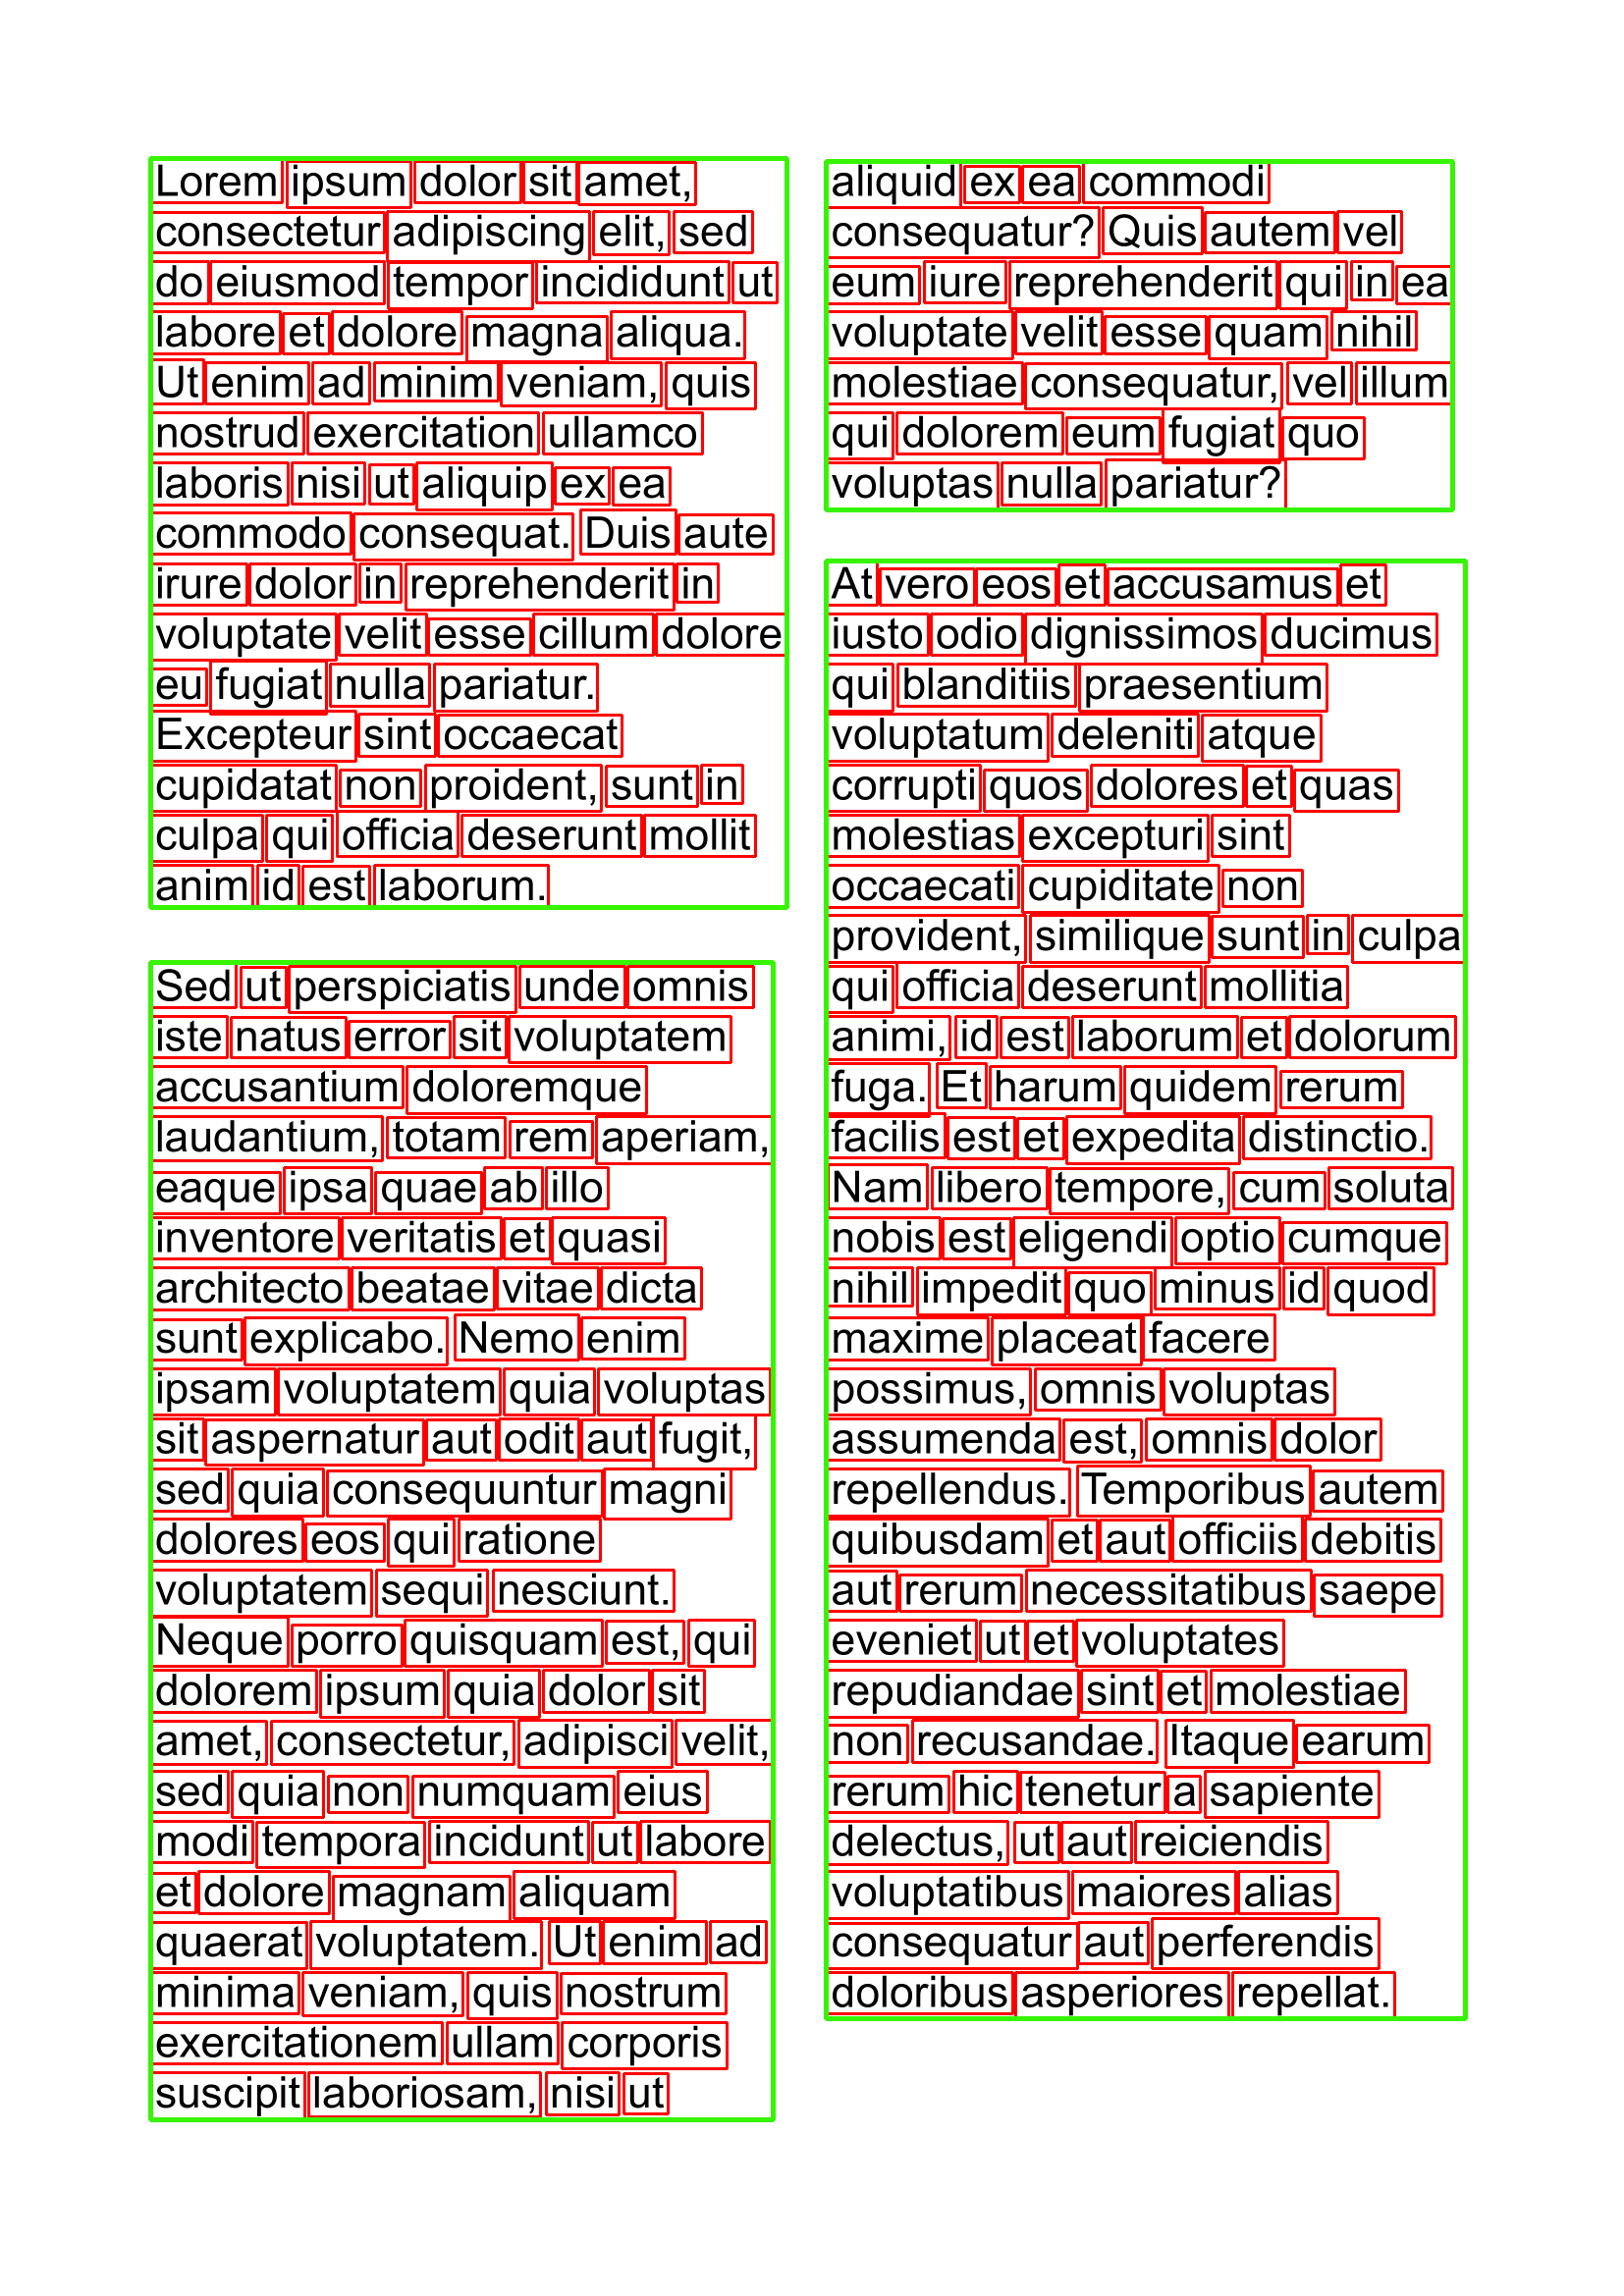 Lorem ipsum dolor sit amet,
consectetur adipiscing elit, sed
do eiusmod tempor incididunt ut
labore et dolore magna aliqua.
Ut enim ad minim veniam, quis
nostrud exercitation ullamco
laboris nisi ut aliquip ex ea
commodo consequat. Duis aute
irure dolor in reprehenderit in
voluptate velit esse cillum dolore
eu fugiat nulla pariatur.
Excepteur sint occaecat
cupidatat non proident, sunt in
culpa qui officia deserunt mollit
anim id est laborum.
Sed ut perspiciatis unde omnis
iste natus error sit voluptatem
accusantium doloremque
laudantium, totam rem aperiam,
eaque ipsa quae ab illo
inventore veritatis et quasi
architecto beatae vitae dicta
sunt explicabo. Nemo enim
ipsam voluptatem quia voluptas
sit aspernatur aut odit aut fugit,
sed quia consequuntur magni
dolores eos qui ratione
voluptatem sequi nesciunt.
Neque porro quisquam est, qui
dolorem ipsum quia dolor sit
amet, consectetur, adipisci velit,
sed quia non numquam eius
modi tempora incidunt ut labore
et dolore magnam aliquam
quaerat voluptatem. Ut enim ad
minima veniam, quis nostrum
exercitationem ullam corporis
suscipit laboriosam, nisi ut
aliquid ex ea commodi
consequatur? Quis autem vel
eum iure reprehenderit qui in ea
voluptate velit esse quam nihil
molestiae consequatur, vel illum
qui dolorem eum fugiat quo
voluptas nulla pariatur?
At vero eos et accusamus et
iusto odio dignissimos ducimus
qui blanditiis praesentium
voluptatum deleniti atque
corrupti quos dolores et quas
molestias excepturi sint
occaecati cupiditate non
provident, similique sunt in culpa
qui officia deserunt mollitia
animi, id est laborum et dolorum
fuga. Et harum quidem rerum
facilis est et expedita distinctio.
Nam libero tempore, cum soluta
nobis est eligendi optio cumque
nihil impedit quo minus id quod
maxime placeat facere
possimus, omnis voluptas
assumenda est, omnis dolor
repellendus. Temporibus autem
quibusdam et aut officiis debitis
aut rerum necessitatibus saepe
eveniet ut et voluptates
repudiandae sint et molestiae
non recusandae. Itaque earum
rerum hic tenetur a sapiente
delectus, ut aut reiciendis
voluptatibus maiores alias
consequatur aut perferendis
doloribus asperiores repellat.